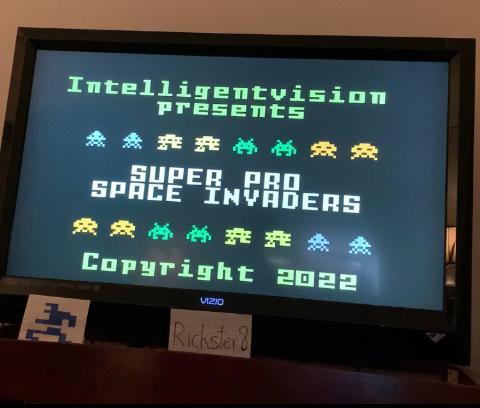 Intelligentvision
presents
SUPER PRO
SPACE INVADERS
Copyright 2022
VIZIO
Rickster8